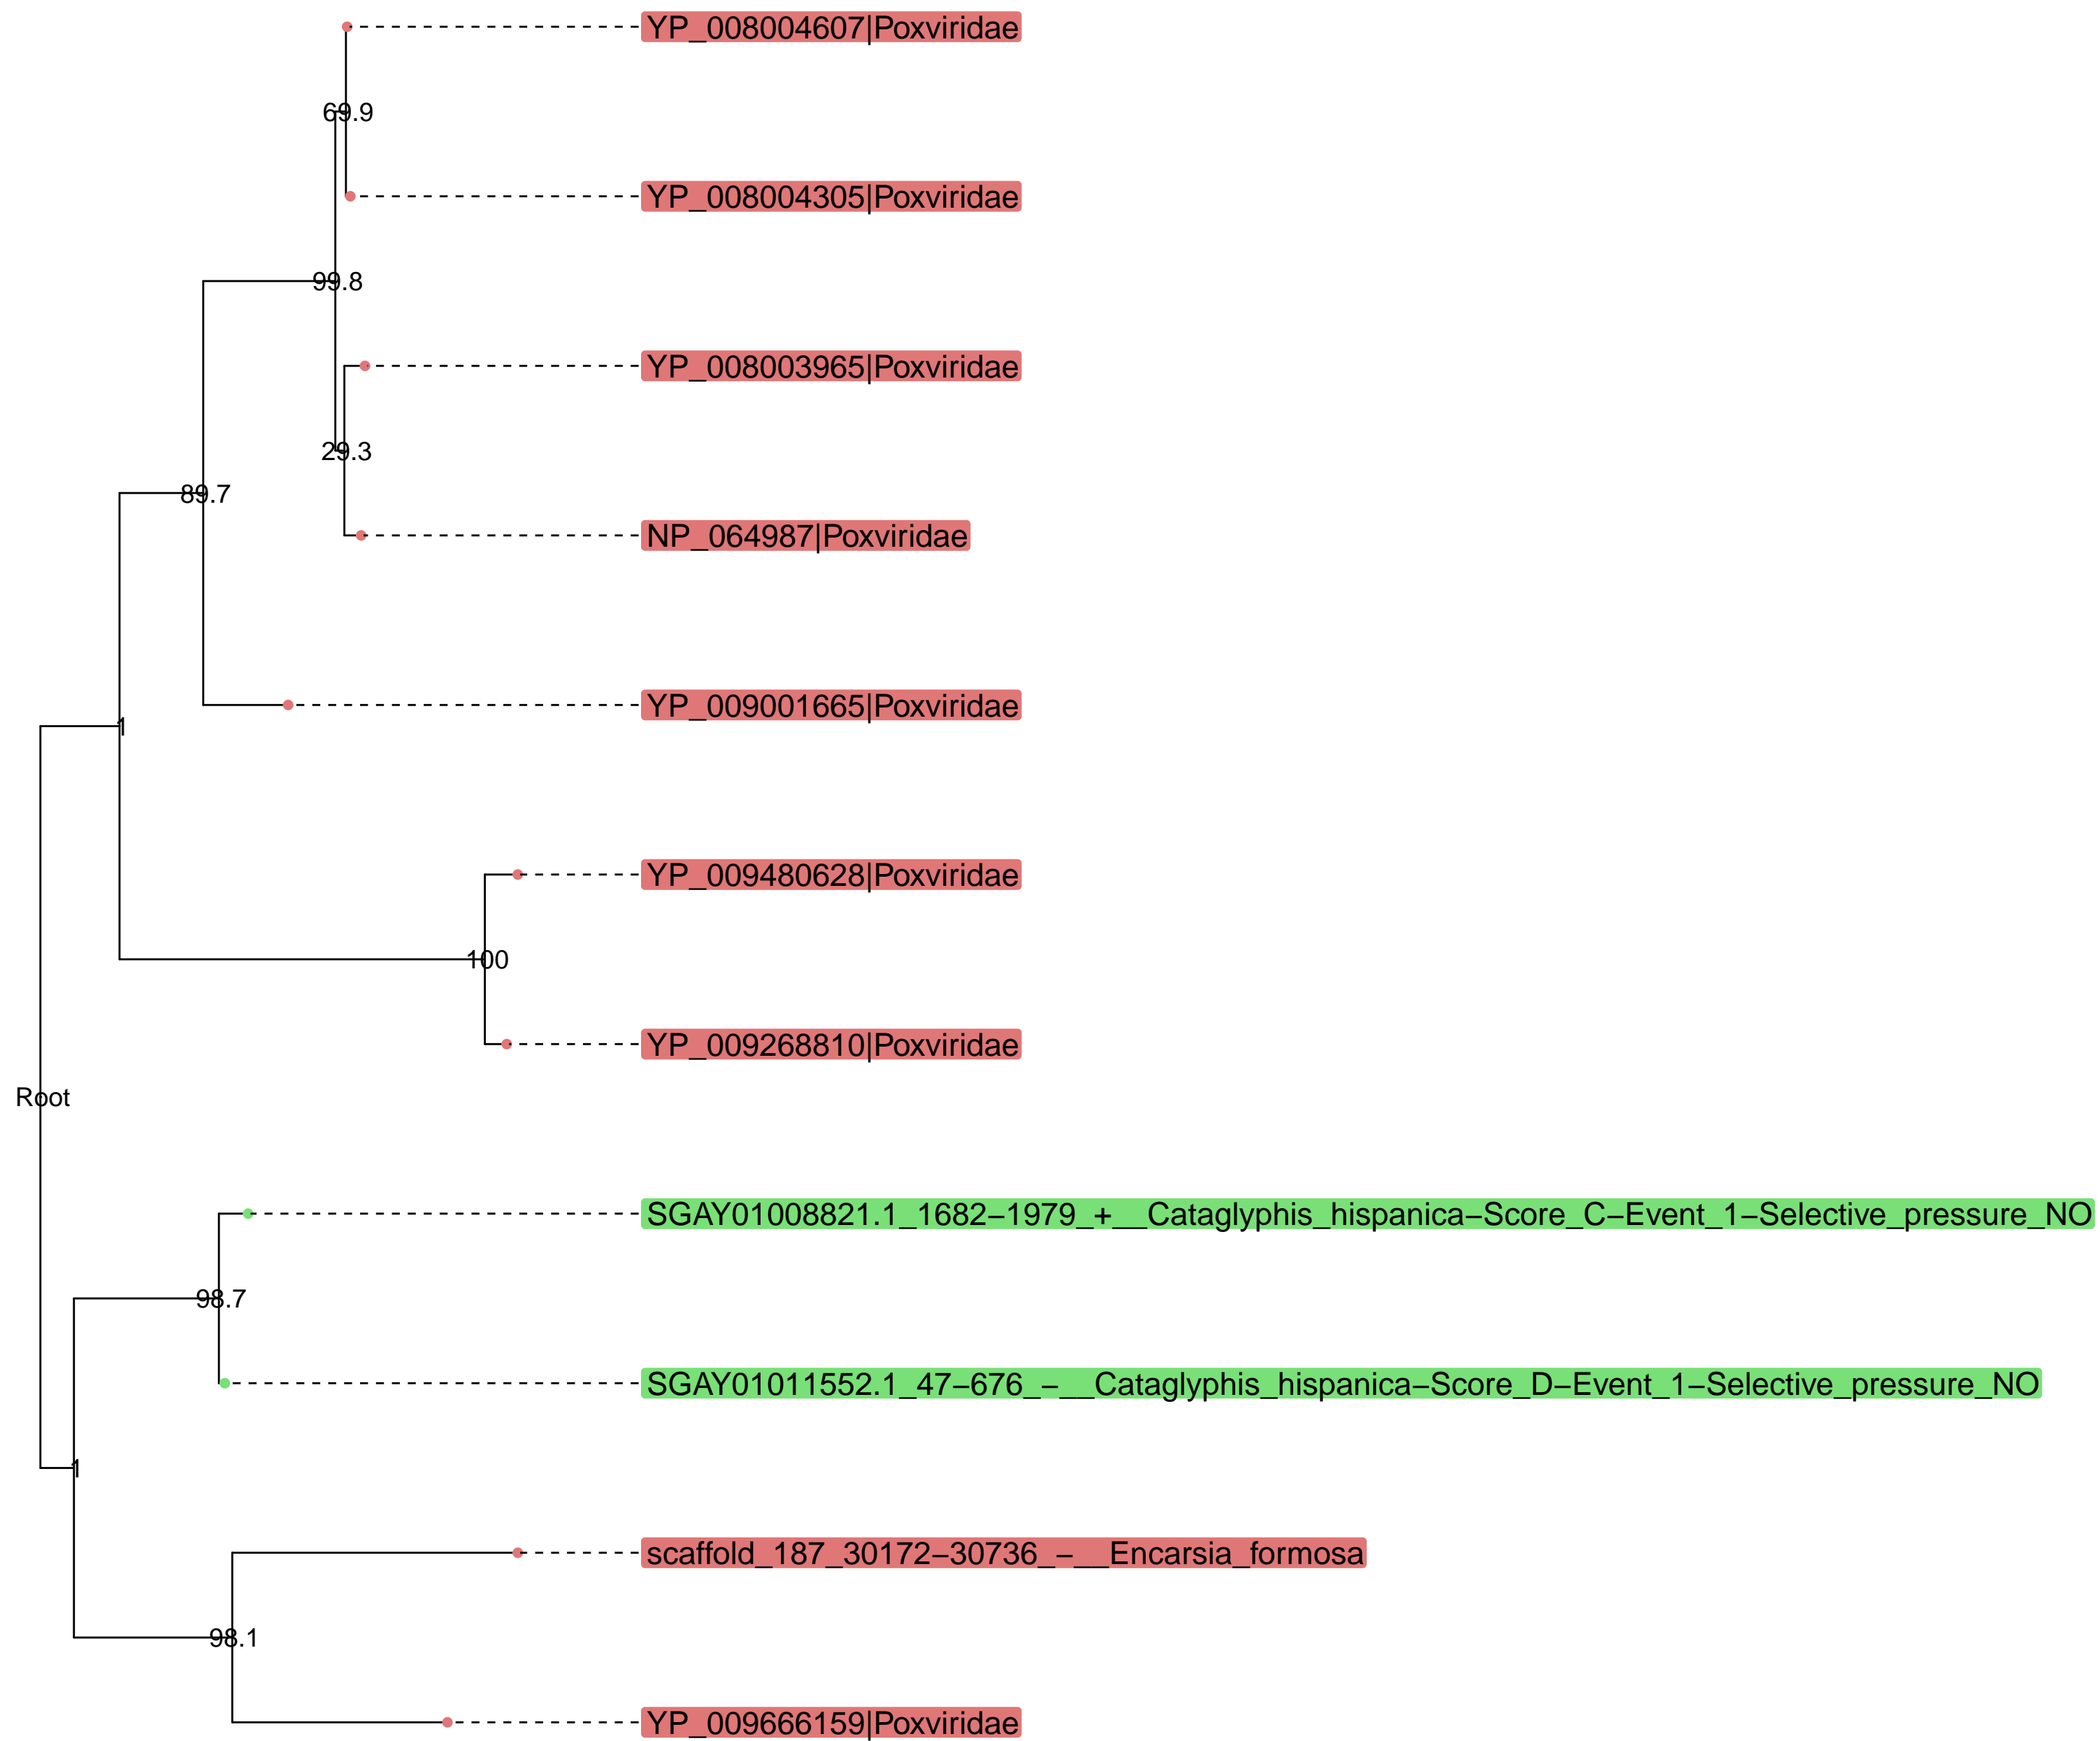 YP_008004607|Poxviridae
69.9
YP_008004305|Poxviridae
99.8
YP_008003965|Poxviridae
29.3
89.7
NP_064987|Poxviridae
YP_009001665|Poxviridae
1
YP_009480628|Poxviridae
100
YP_009268810|Poxviridae
Root
SGAY01008821.1_1682−1979_+__Cataglyphis_hispanica−Score_C−Event_1−Selective_pressure_NO
98.7
SGAY01011552.1_47−676_−__Cataglyphis_hispanica−Score_D−Event_1−Selective_pressure_NO
1
scaffold_187_30172−30736_−__Encarsia_formosa
98.1
YP_009666159|Poxviridae